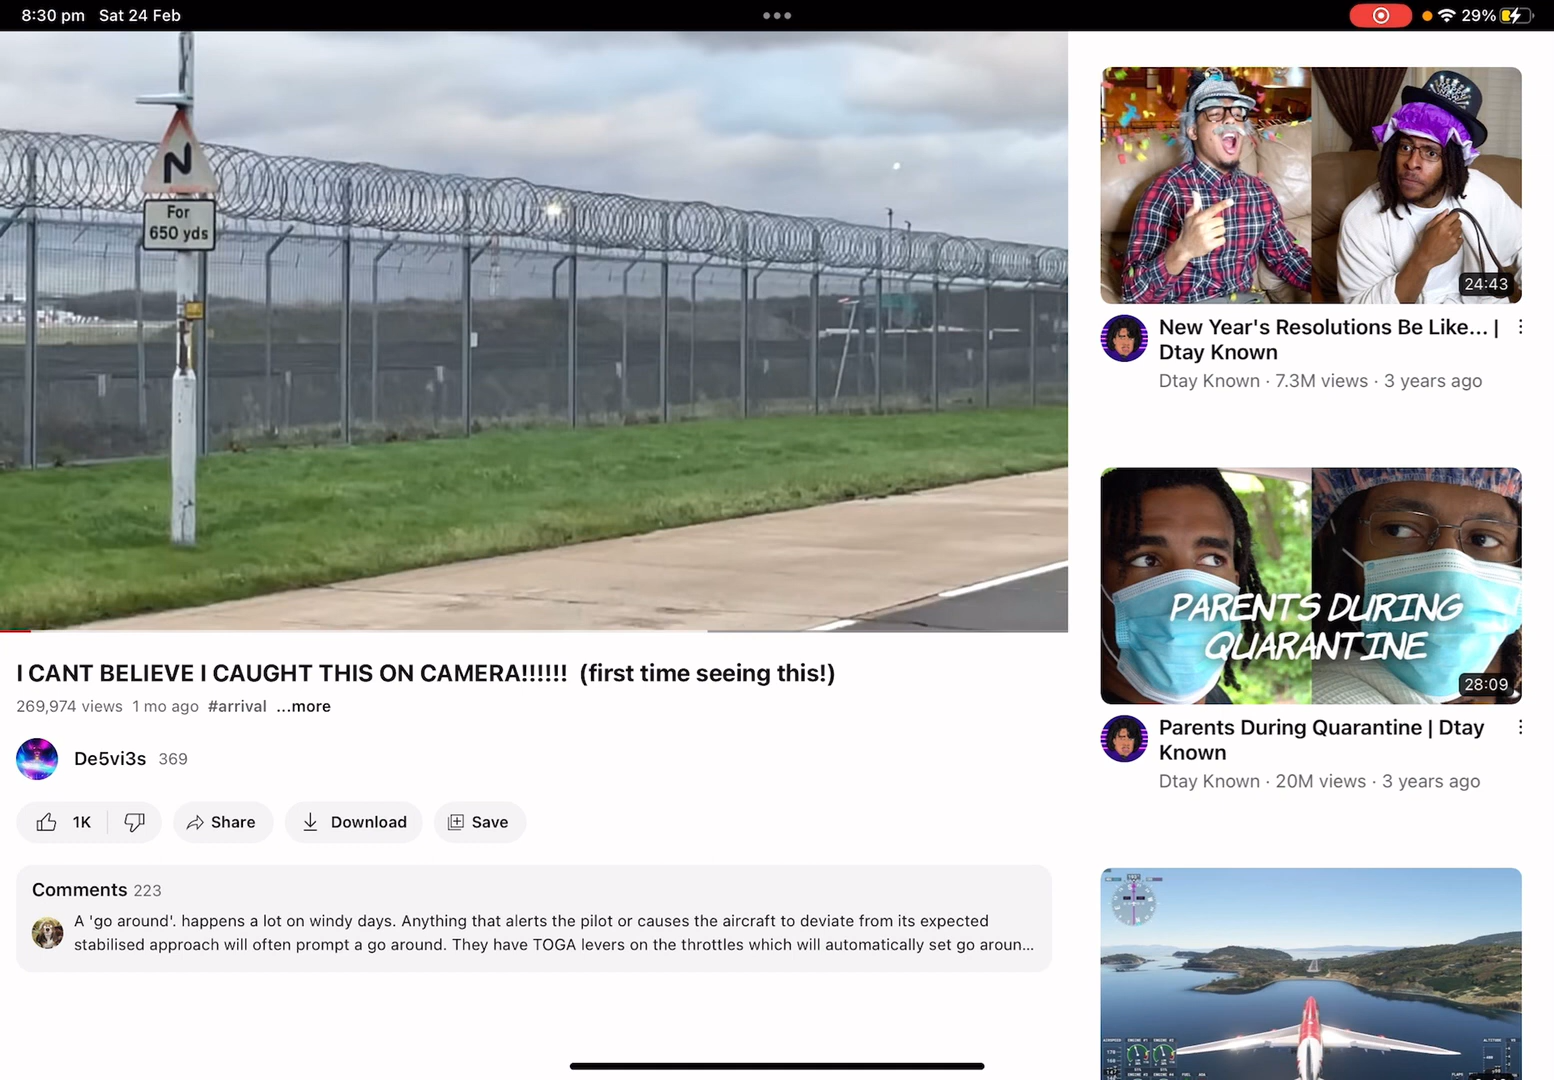 8:30 pm Sat 24 Feb
29%
For
650 yds
24:43
New Year's Resolutions Be Like... |
Dtay Known
Dtay Known · 7.3M views · 3 years ago
PARENTS DURING
QUARANTINE
28:09
Parents During Quarantine | Dtay
Known
Dtay Known · 20M views · 3 years ago
I CANT BELIEVE I CAUGHT THIS ON CAMERA!!!!!! (first time seeing this!)
269,974 views 1 mo ago #arrival ...more
De5vi3s 369
1K Share Download Save
Comments 223
A 'go around'. happens a lot on windy days. Anything that alerts the pilot or causes the aircraft to deviate from its expected
stabilised approach will often prompt a go around. They have TOGA levers on the throttles which will automatically set go aroun...